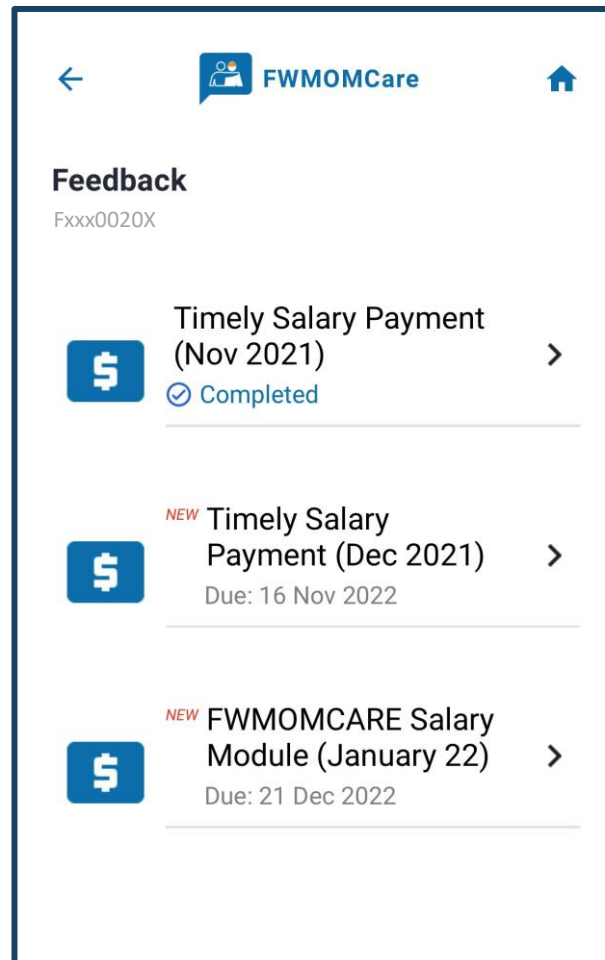 FWMOMCare
Feedback
Fxxx0020X
Timely Salary Payment
(Nov 2021)
Completed
NEW Timely Salary
Payment (Dec 2021)
Due: 16 Nov 2022
NEW FWMOMCARE Salary
Module (January 22)
Due: 21 Dec 2022